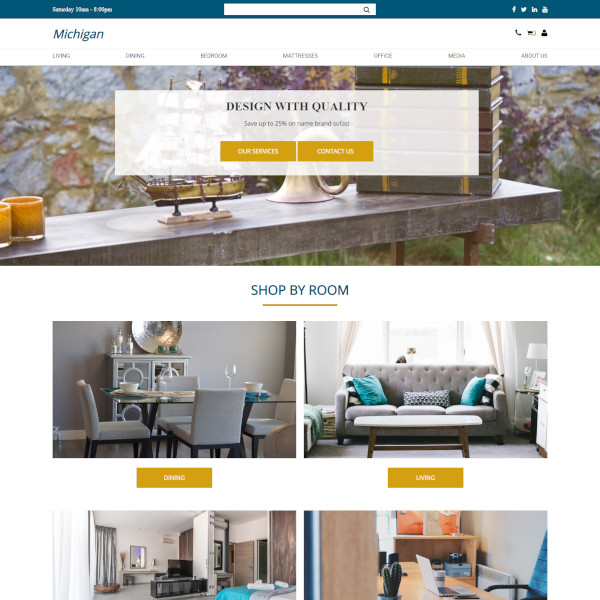 Saturday 10am - 8:00pm
Michigan
LIVING DINING BEDROOM MATTRESSES OFFICE MEDIA ABOUT US
DESIGN WITH QUALITY
Save up to 25% on name brand sofas!
OUR SERVICES CONTACT US
SHOP BY ROOM
DINING LIVING